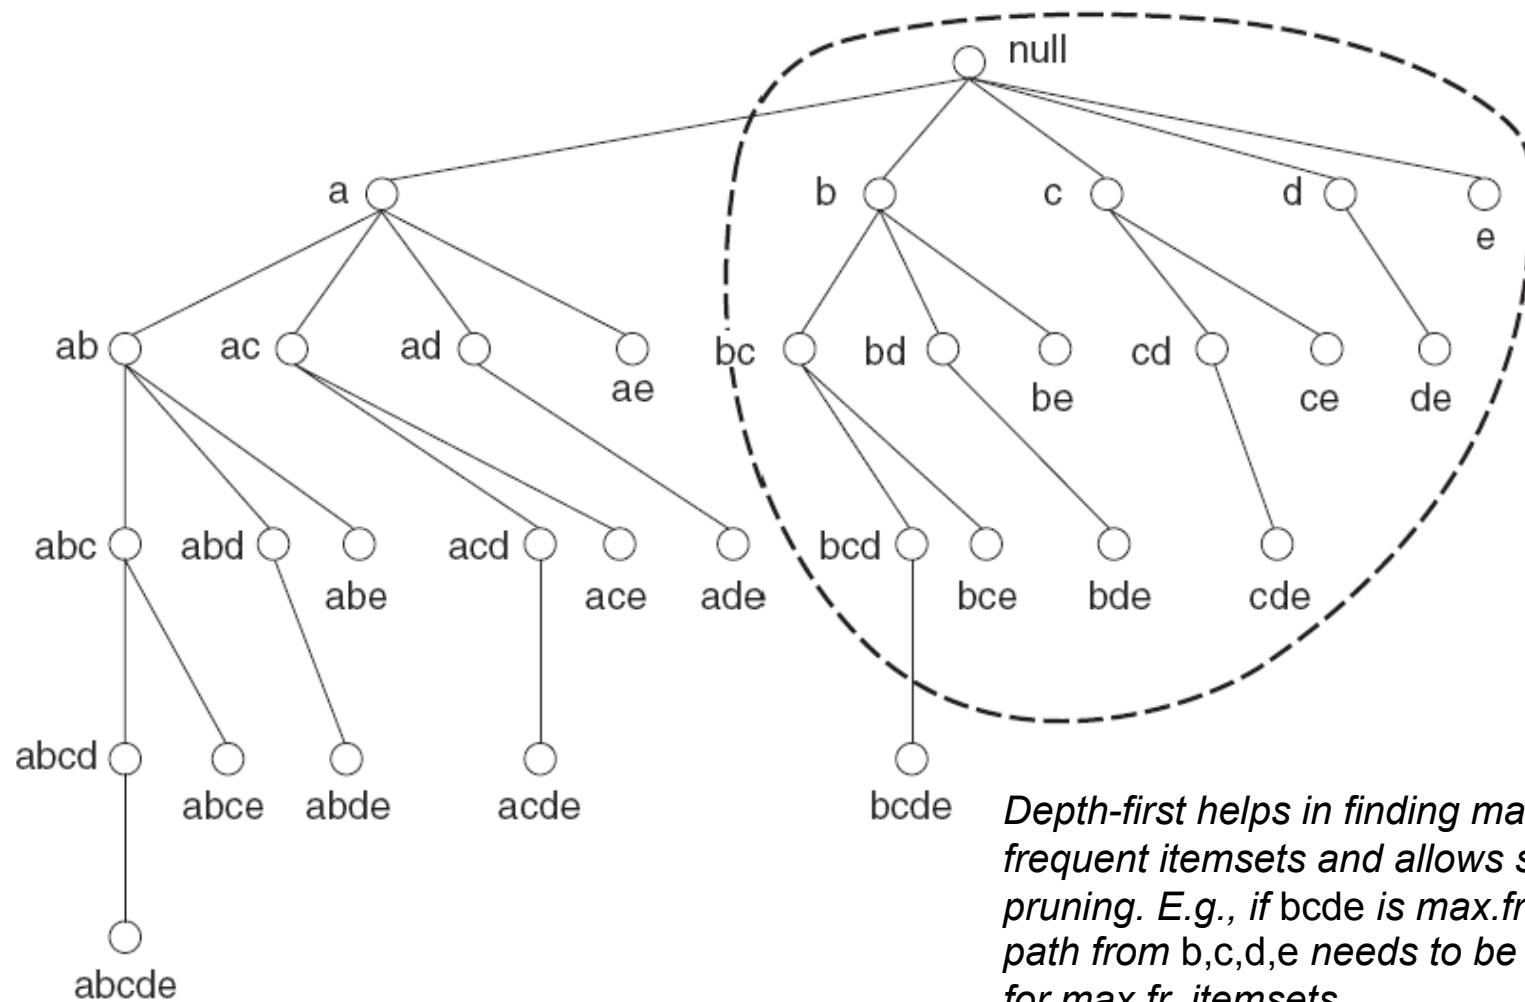 null
a
b
c
d
e
ab
ac
ad
ae
bc
bd
be
cd
ce
de
abc
abd
abe
acd
ace
ade
bcd
bce
bde
cde
abcd
abce
abde
acde
bcde
abcde
Depth-first helps in finding
frequent itemsets and allows
pruning. E.g., if bcde is
path from b,c,d,e needs to be
for max.fr. itemsets